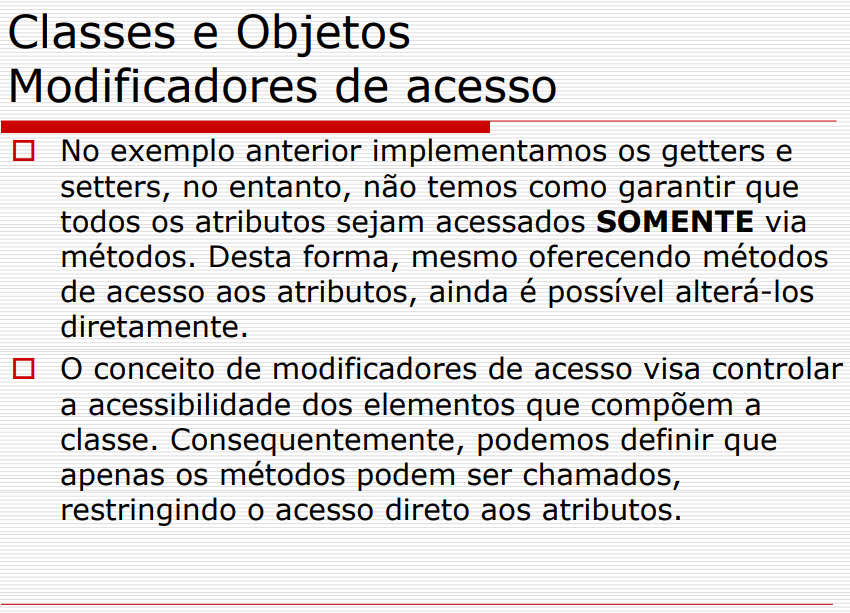 Classes e Objetos
Modificadores de acesso
No exemplo anterior implementamos os getters e
setters, no entanto, não temos como garantir que
todos os atributos sejam acessados SOMENTE via
métodos. Desta forma, mesmo oferecendo métodos
de acesso aos atributos, ainda é possível alterá-los
diretamente.
O conceito de modificadores de acesso visa controlar
a acessibilidade dos elementos que compõem a
classe. Consequentemente, podemos definir que
apenas os métodos podem ser chamados,
restringindo o acesso direto aos atributos.